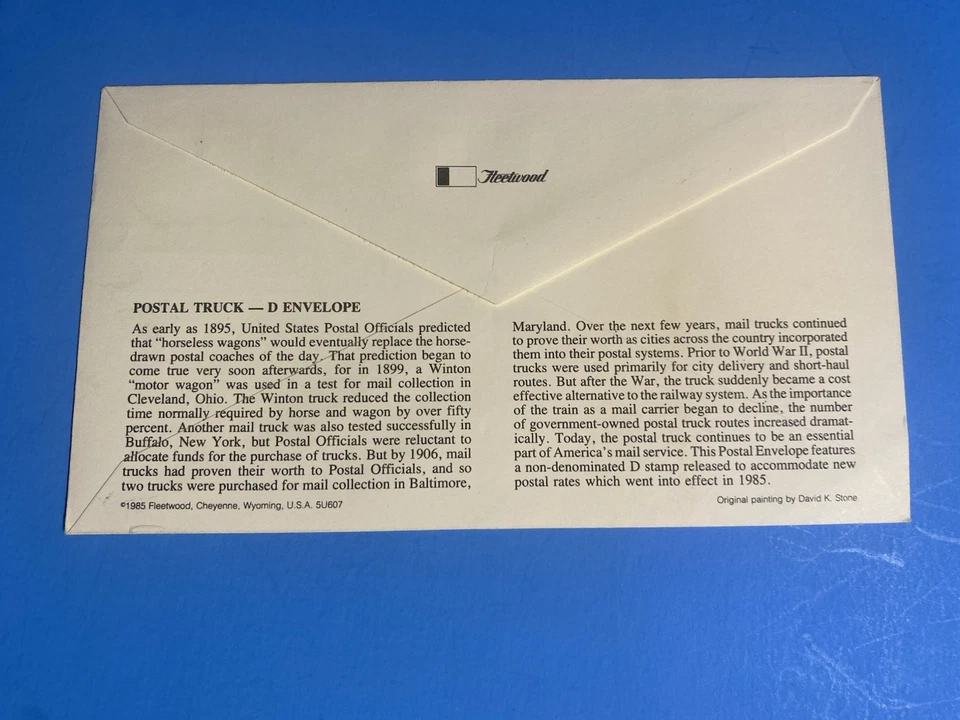 Fleetwood
POSTAL TRUCK — D ENVELOPE
As early as 1895, United States Postal Officials predicted
that "horseless wagons" would eventually replace the horse-
drawn postal coaches of the day. That prediction began to
come true very soon afterwards, for in 1899, a Winton
"motor wagon" was used in a test for mail collection in
Cleveland, Ohio. The Winton truck reduced the collection
time normally required by horse and wagon by over fifty
percent. Another mail truck was also tested successfully in
Buffalo, New York, but Postal Officials were reluctant to
allocate funds for the purchase of trucks. But by 1906, mail
trucks had proven their worth to Postal Officials, and so
two trucks were purchased for mail collection in Baltimore,
Maryland. Over the next few years, mail trucks continued
to prove their worth as cities across the country incorporated
them into their postal systems. Prior to World War II, postal
trucks were used primarily for city delivery and short-haul
routes. But after the War, the truck suddenly became a cost
effective alternative to the railway system. As the importance
of the train as a mail carrier began to decline, the number
of government-owned postal truck routes increased dramat-
ically. Today, the postal truck continues to be an essential
part of America's mail service. This Postal Envelope features
a non-denominated D stamp released to accommodate new
postal rates which went into effect in 1985.
©1985 Fleetwood, Cheyenne, Wyoming, U.S.A. 5U607
Original painting by David K. Stone